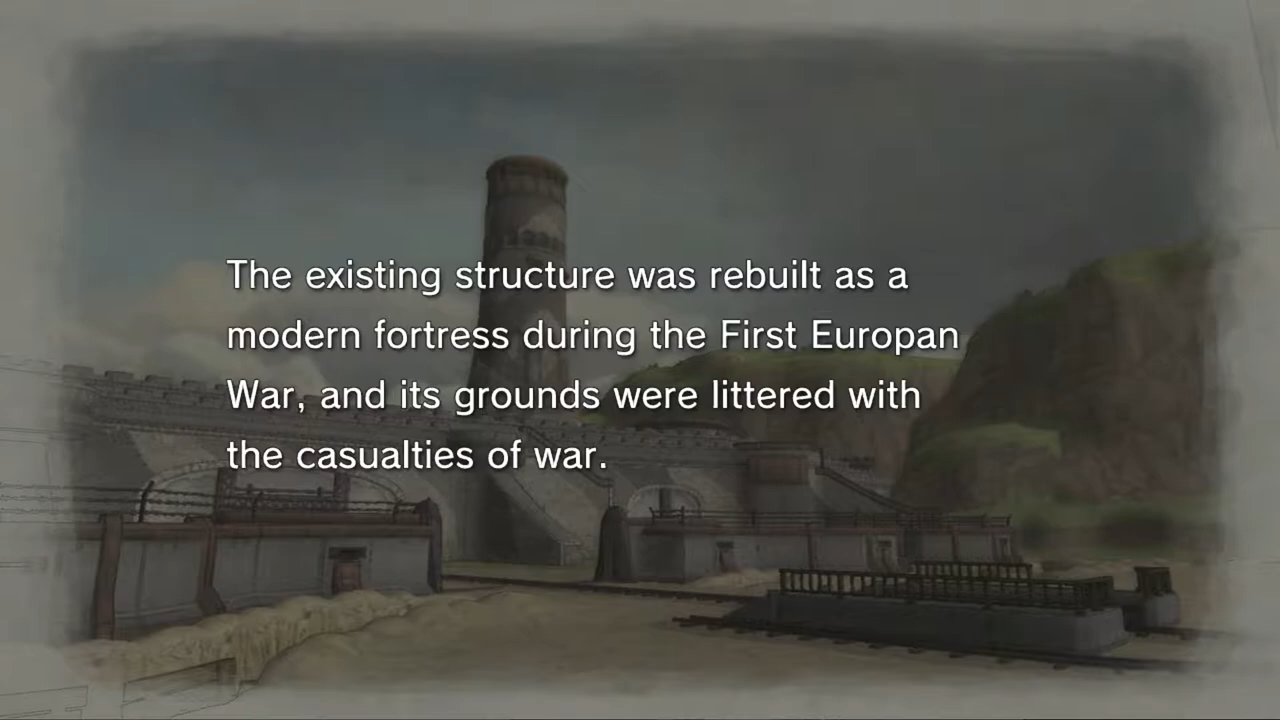 The existing structure was rebuilt as a
modern fortress during the First Europan
War, and its grounds were littered with
the casualties of war.